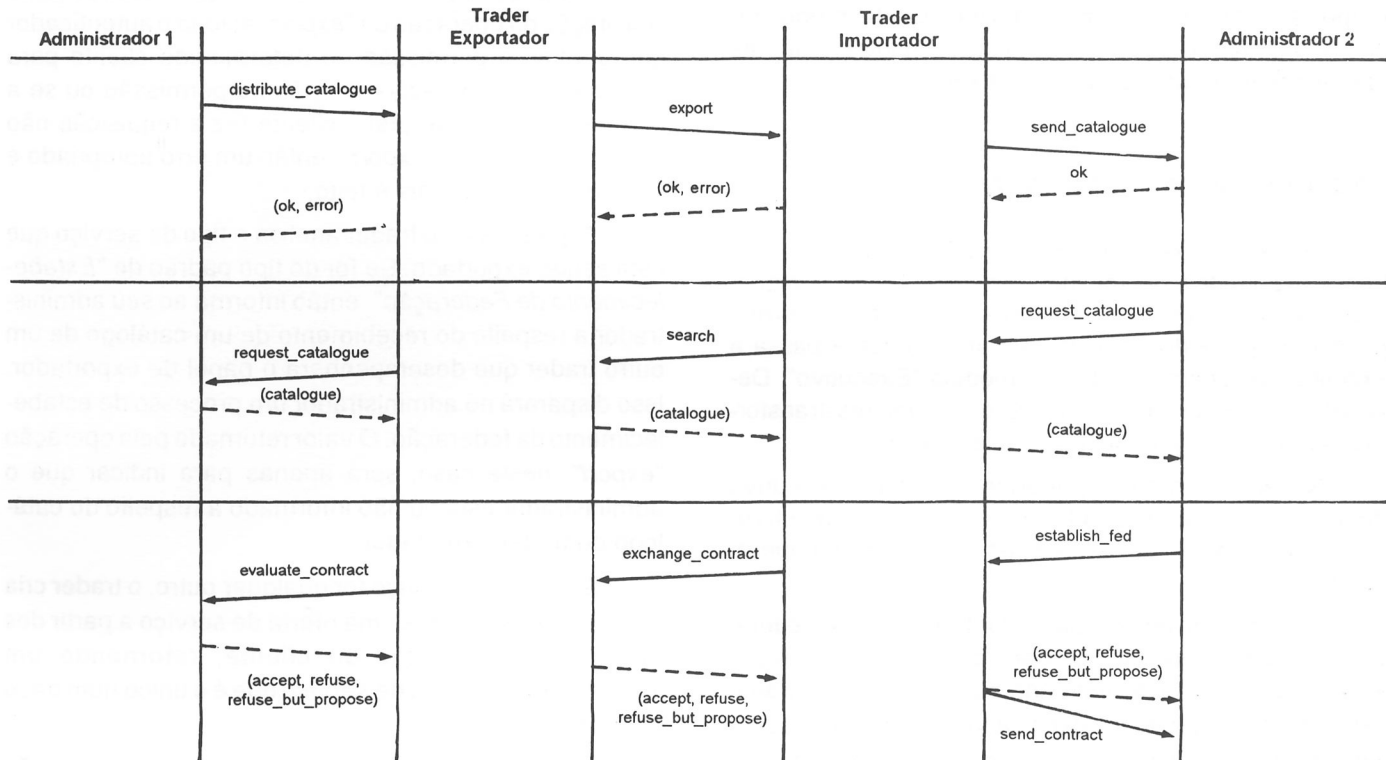 Administrador 1
Trader
Exportador
Trader
Importador
Administrador 2
distribute_catalogue
export
send_catalogue
ok
(ok, error)
(ok, error)
request_catalogue
search
request_catalogue
(catalogue)
(catalogue)
(catalogue)
establish_fed
exchange_contract
evaluate_contract
(accept, refuse,
refuse_but_propose)
(accept, refuse,
refuse_but_propose)
(accept, refuse,
refuse_but_propose)
send_contract